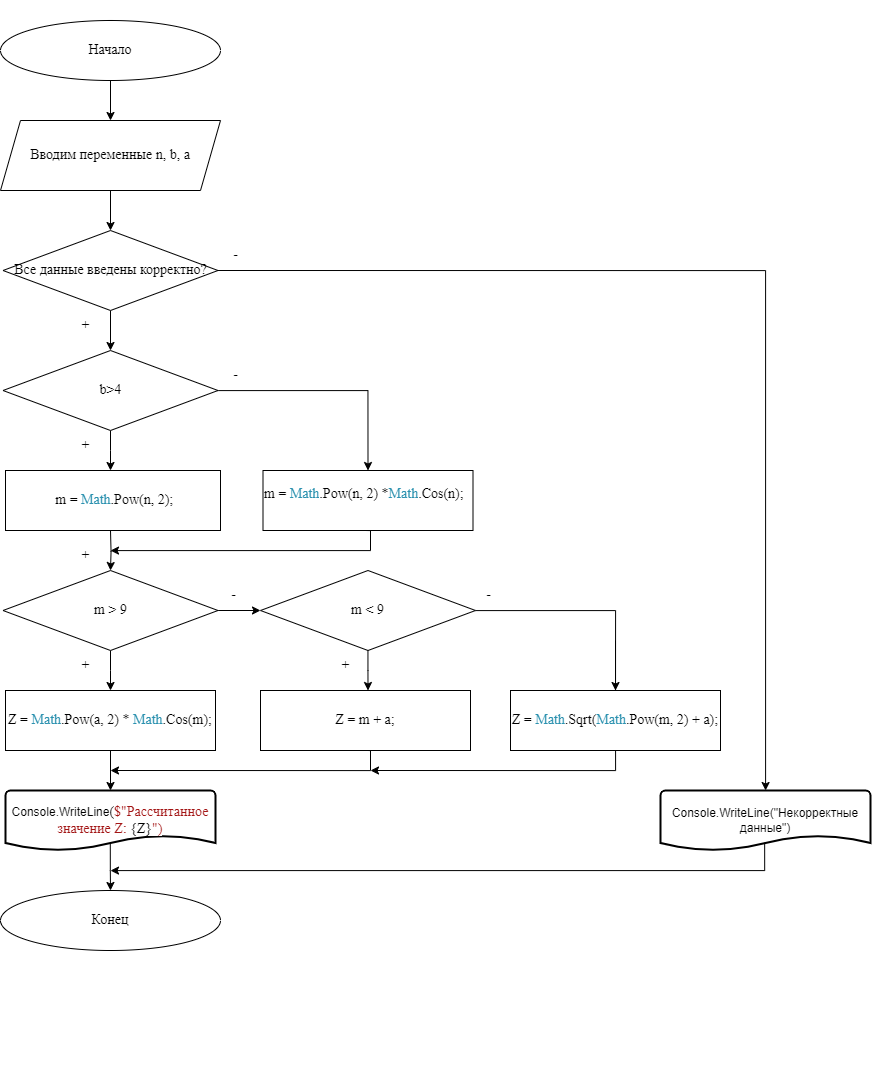 Начало
Вводим переменные n, b, a
-
Все данные введены корректно?
+
-
b>4
+
m = Math.Pow(n, 2);
m = Math.Pow(n, 2) *Math.Cos(n);
+
-
-
m > 9
m < 9
+
+
Z = Math.Pow(a, 2) * Math.Cos(m);
Z = m + a;
Z = Math.Sqrt(Math.Pow(m, 2) + a);
Console.WriteLine($"Рассчитанное
значение Z: {Z}")
Console.WriteLine("Некорректные
данные")
Конец